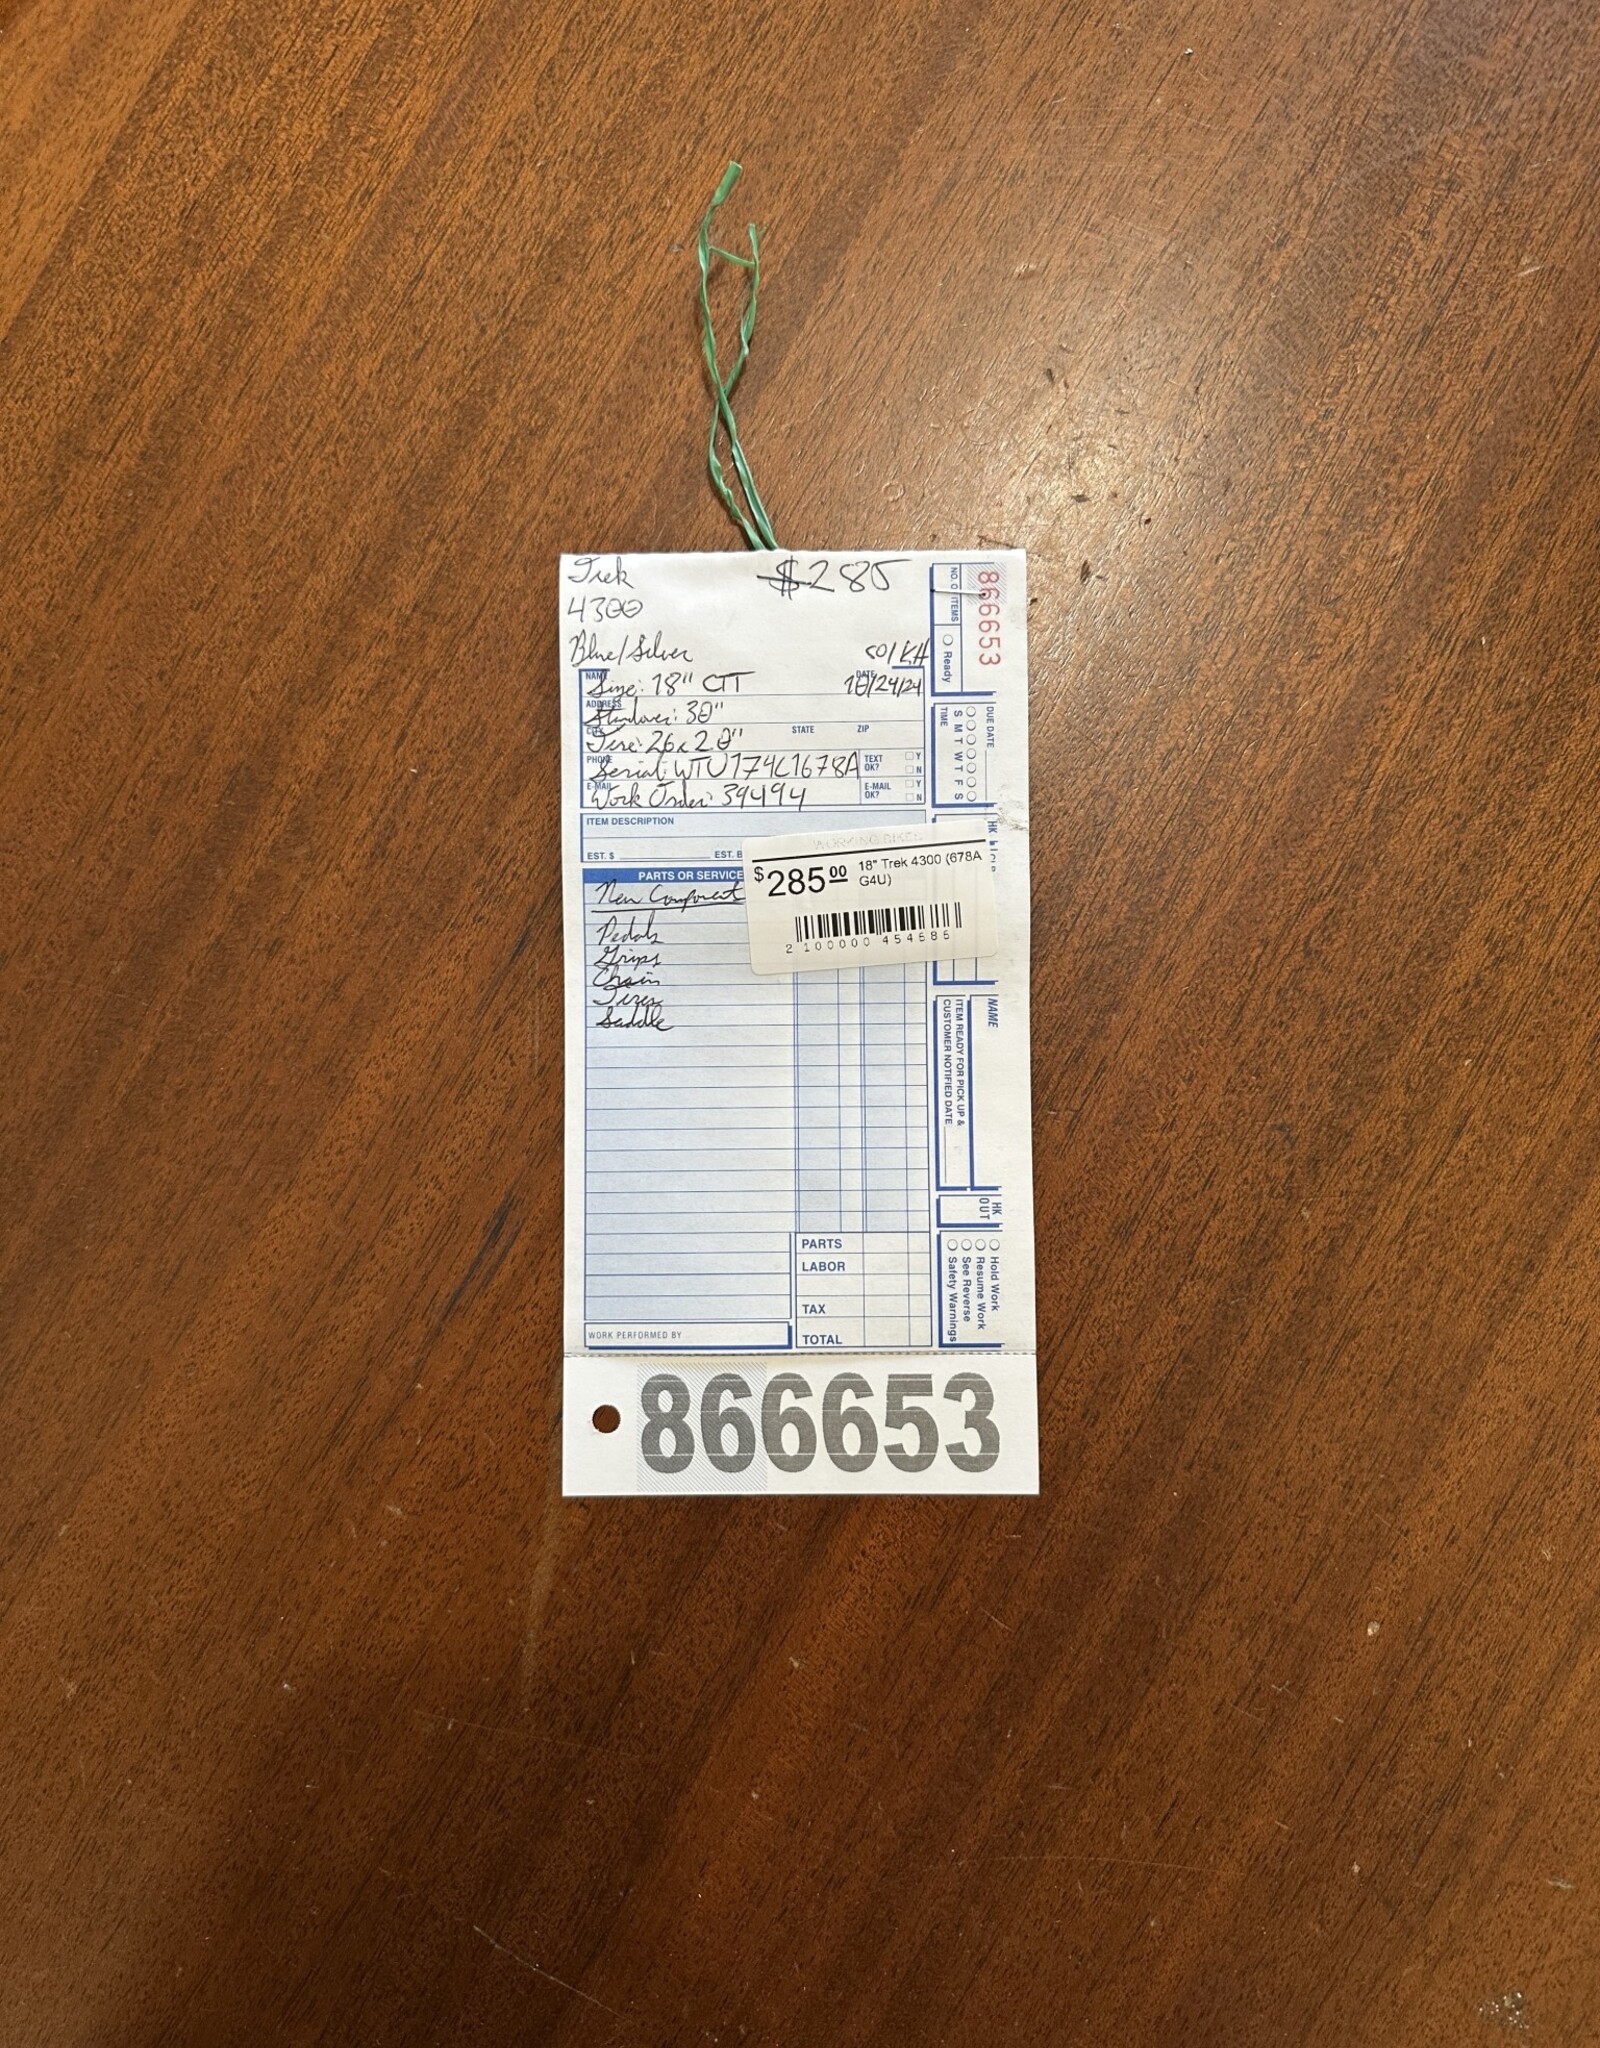 Trek
$285
4300
Blue/Silver
SO/KH
NAME
Size: 18" CTT
DATE
10/24/24
ADDRESS
Standover: 30"
CITY
STATE
ZIP
Tire: 26x2.0"
PHONE
Serial: WTU174C1678A
TEXT OK?
Y
N
E-MAIL
Work Order: 39494
E-MAIL OK?
Y
N
ITEM DESCRIPTION
EST. $
EST. B
PARTS OR SERVICE
New Component
Pedals
Grips
Chain
Tires
Saddle
WORKING BIKES
$285.00
18" Trek 4300 (678A
G4U)
2 100000 454686
PARTS
LABOR
TAX
TOTAL
WORK PERFORMED BY
866653
NO. O ITEMS
Ready
DUE DATE
S M T W T F S
TIME
HK
NAME
ITEM READY FOR PICK UP &
CUSTOMER NOTIFIED DATE
HK
OUT
Hold Work
Resume Work
See Reverse
Safety Warnings
866653